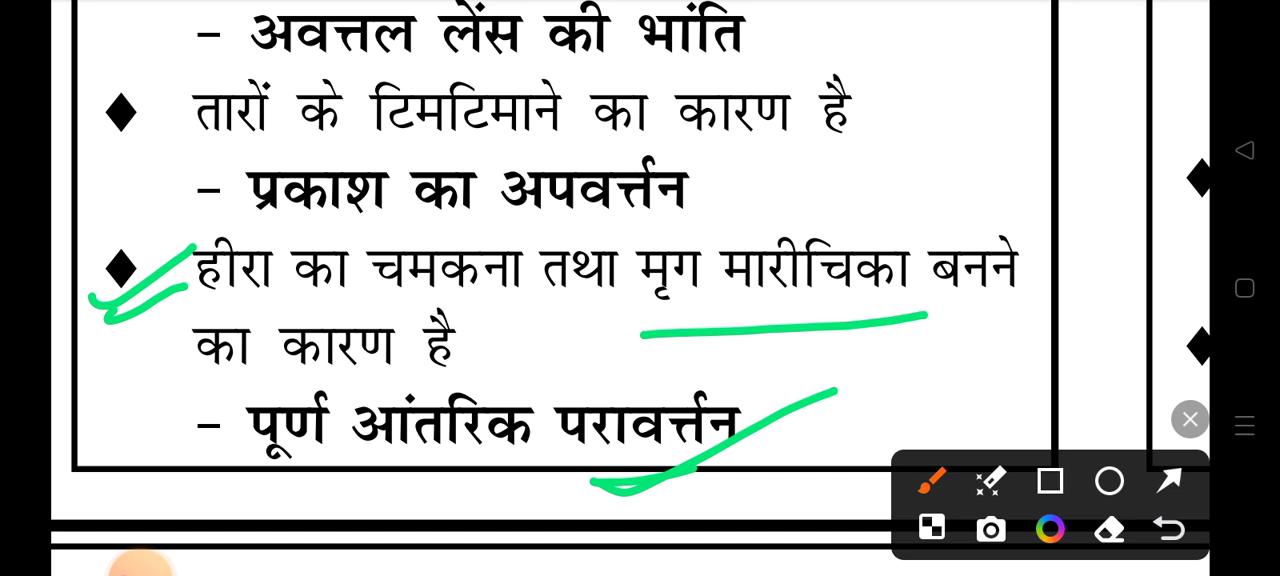 – अवत्तल लेंस की भांति
♦ तारों के टिमटिमाने का कारण है
– प्रकाश का अपवर्त्तन
♦ हीरा का चमकना तथा मृग मारीचिका बनने
का कारण है
– पूर्ण आंतरिक परावर्त्तन